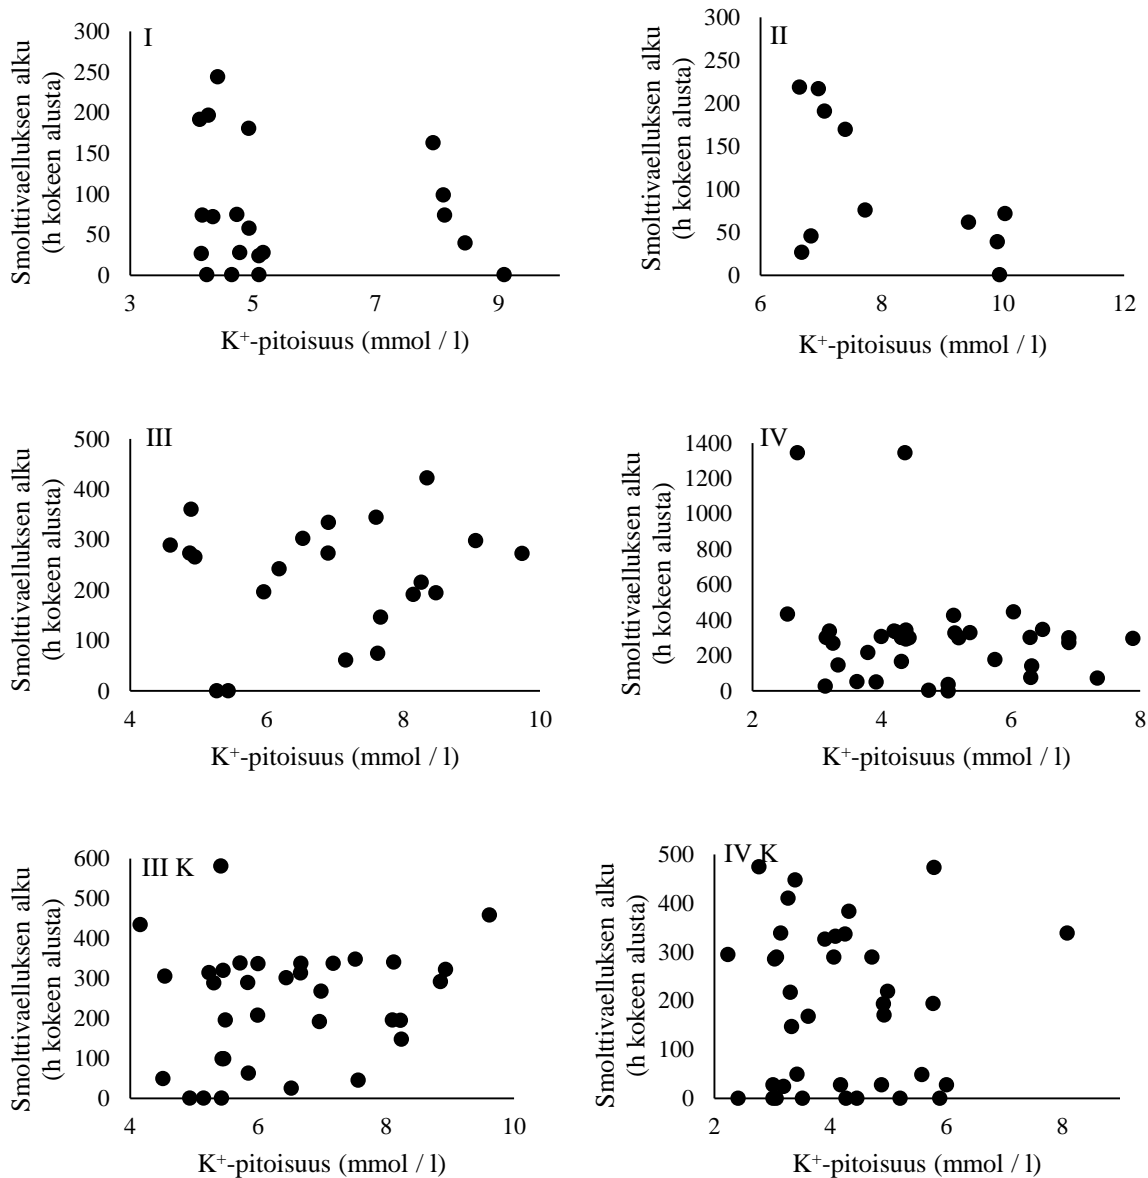 I
300
250
200
150
100
50
0
3 5 7 9
Smolttivaelluksen alku
(h kokeen alusta)
K⁺-pitoisuus (mmol / l)
II
300
250
200
150
100
50
0
6 8 10 12
Smolttivaelluksen alku
(h kokeen alusta)
K⁺-pitoisuus (mmol / l)
III
500
400
300
200
100
0
4 6 8 10
Smolttivaelluksen alku
(h kokeen alusta)
K⁺-pitoisuus (mmol / l)
IV
1400
1200
1000
800
600
400
200
0
2 4 6 8
Smolttivaelluksen alku
(h kokeen alusta)
K⁺-pitoisuus (mmol / l)
III K
600
500
400
300
200
100
0
4 6 8 10
Smolttivaelluksen alku
(h kokeen alusta)
K⁺-pitoisuus (mmol / l)
IV K
500
400
300
200
100
0
2 4 6 8
Smolttivaelluksen alku
(h kokeen alusta)
K⁺-pitoisuus (mmol / l)